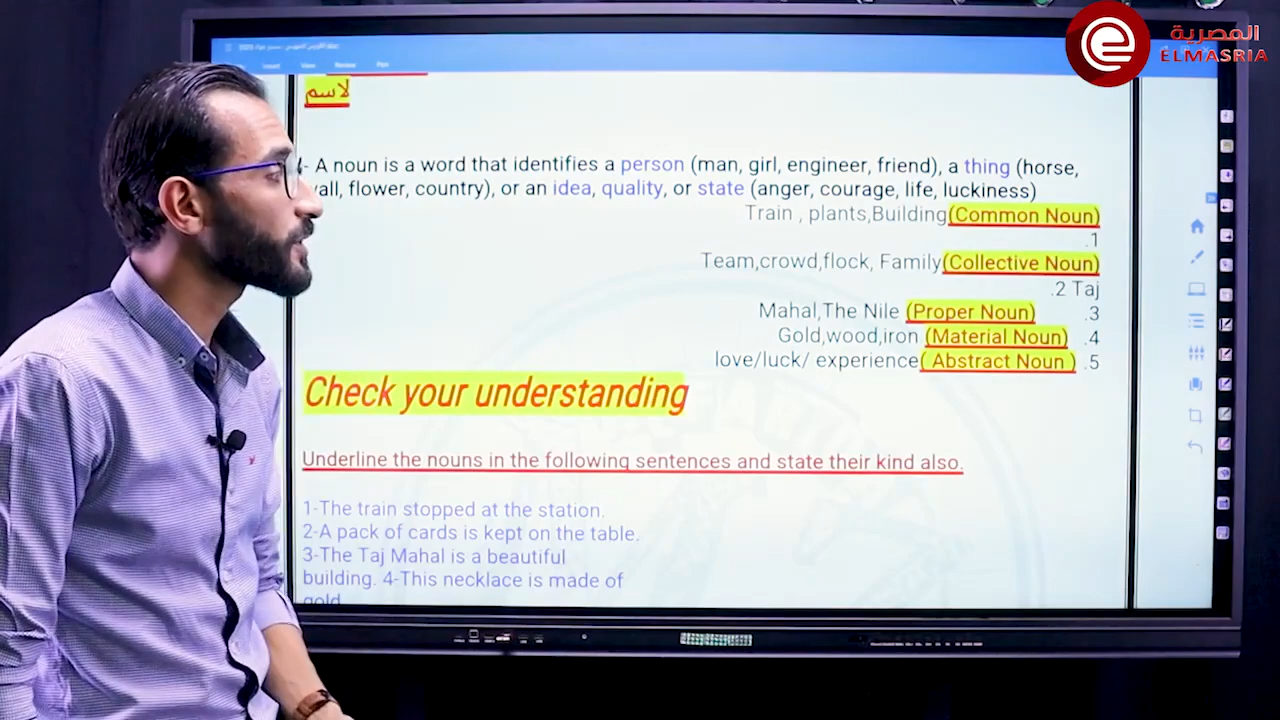 المصرية
ELMASRIA
Insert View Review Pen
لاسم
- A noun is a word that identifies a person (man, girl, engineer, friend), a thing (horse,
wall, flower, country), or an idea, quality, or state (anger, courage, life, luckiness)
Train , plants,Building(Common Noun)
.1
Team,crowd,flock, Family(Collective Noun)
.2 Taj
Mahal,The Nile (Proper Noun) .3
Gold,wood,iron (Material Noun) .4
love/luck/ experience( Abstract Noun ) .5
Check your understanding
Underline the nouns in the following sentences and state their kind also.
1-The train stopped at the station.
2-A pack of cards is kept on the table.
3-The Taj Mahal is a beautiful
building. 4-This necklace is made of
gold